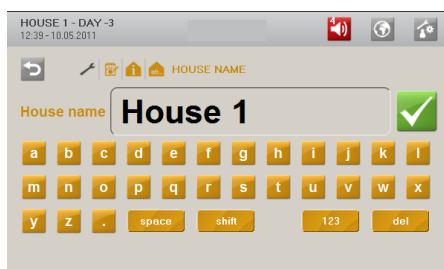 HOUSE 1 - DAY -3
12:39 - 10.05.2011
4
HOUSE NAME
House name House 1
a b c d e f g h i j k l
m n o p q r s t u v w x
y z . space shift 123 del